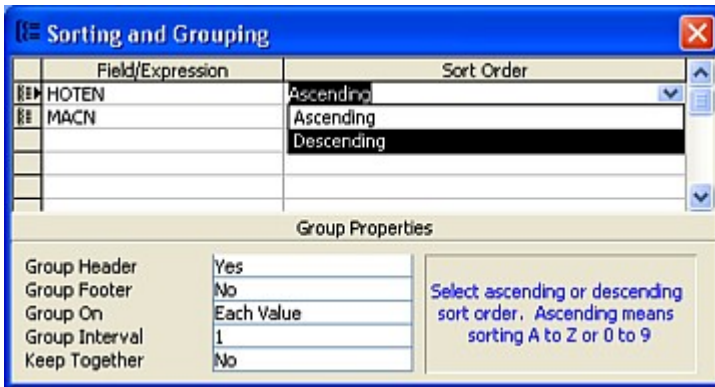 Sorting and Grouping
Field/Expression Sort Order
HOTEN Ascending
MACN Ascending
Descending
Group Properties
Group Header Yes
Group Footer No
Group On Each Value
Group Interval 1
Keep Together No
Select ascending or descending
sort order. Ascending means
sorting A to Z or 0 to 9